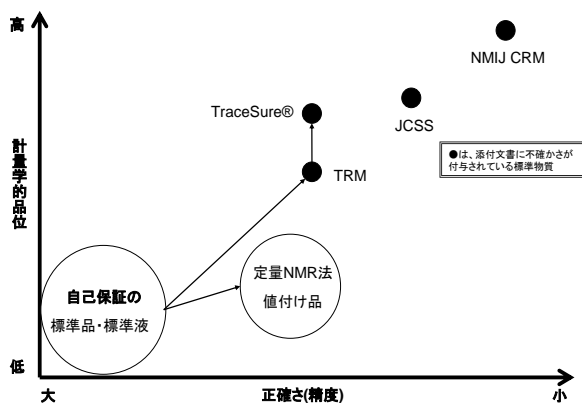 高
NMIJ CRM
TraceSure®
JCSS
計量学的品位
●は、添付文書に不確かさが
付与されている標準物質
TRM
定量NMR法
値付け品
自己保証の
標準品・標準液
低
大
正確さ(精度)
小